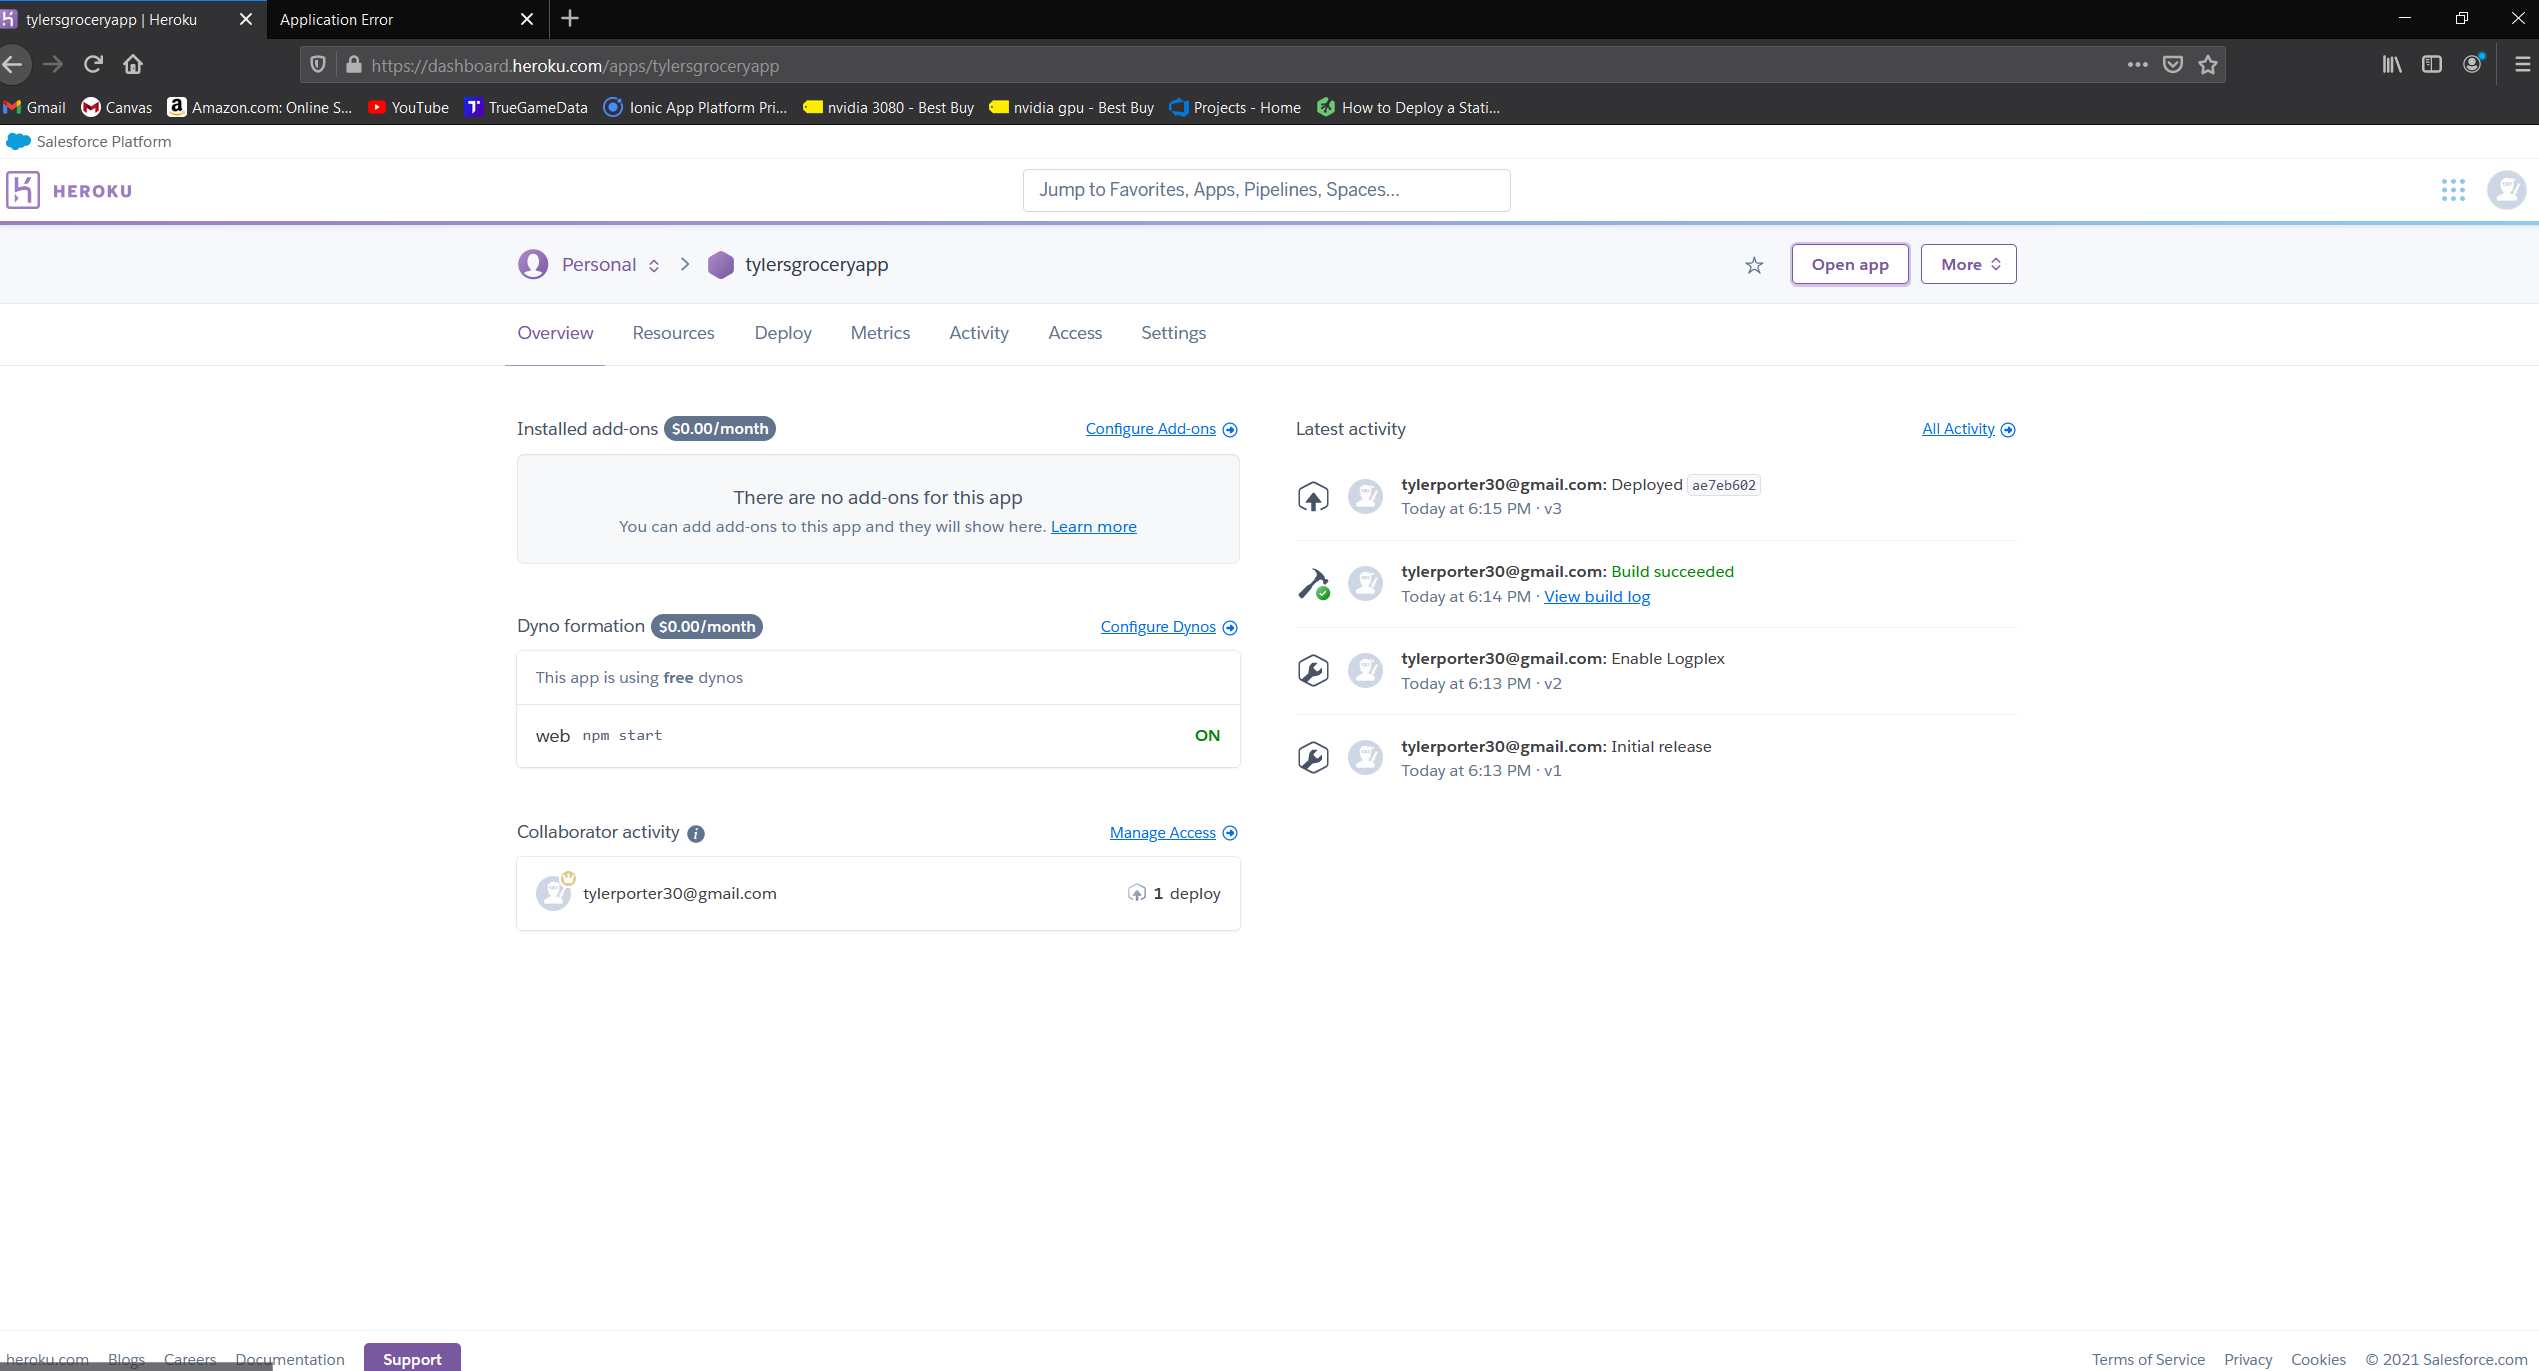 tylersgroceryapp | Heroku
Application Error
https://dashboard.heroku.com/apps/tylersgroceryapp
Gmail Canvas Amazon.com: Online S... YouTube TrueGameData Ionic App Platform Pri... nvidia 3080 - Best Buy nvidia gpu - Best Buy Projects - Home How to Deploy a Stati...
Salesforce Platform
HEROKU
Jump to Favorites, Apps, Pipelines, Spaces...
Personal > tylersgroceryapp
Open app
More
Overview Resources Deploy Metrics Activity Access Settings
Installed add-ons $0.00/month Configure Add-ons
There are no add-ons for this app
You can add add-ons to this app and they will show here. Learn more
Dyno formation $0.00/month Configure Dynos
This app is using free dynos
web npm start ON
Collaborator activity Manage Access
tylerporter30@gmail.com 1 deploy
Latest activity All Activity
tylerporter30@gmail.com: Deployed ae7eb602
Today at 6:15 PM · v3
tylerporter30@gmail.com: Build succeeded
Today at 6:14 PM · View build log
tylerporter30@gmail.com: Enable Logplex
Today at 6:13 PM · v2
tylerporter30@gmail.com: Initial release
Today at 6:13 PM · v1
heroku.com Blogs Careers Documentation Support
Terms of Service Privacy Cookies © 2021 Salesforce.com